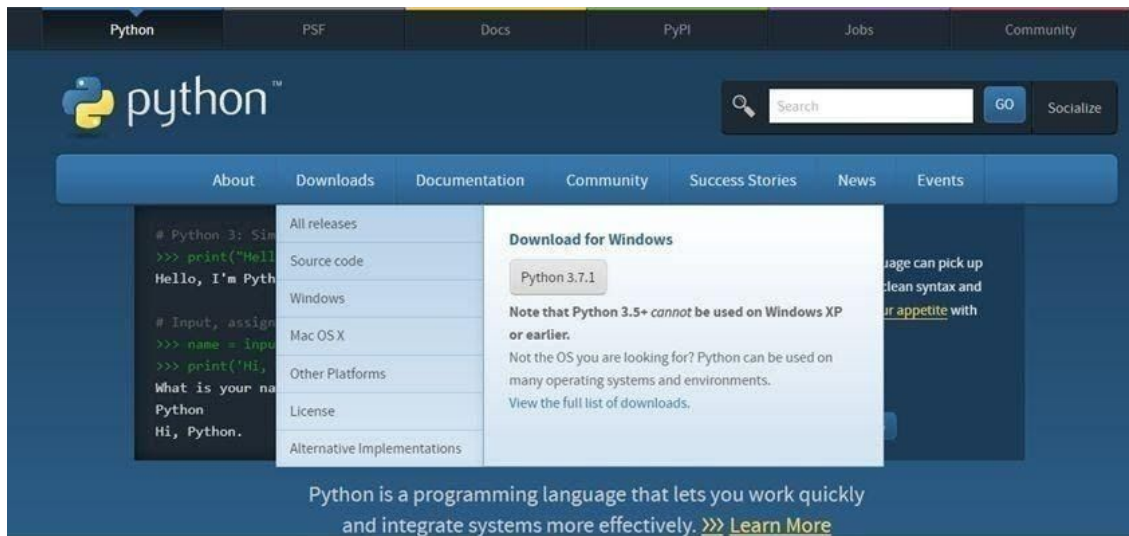 Python PSF Docs PyPI Jobs Community
python™
Search GO Socialize
About Downloads Documentation Community Success Stories News Events
# Python 3: Sim
>>> print("Hell
Hello, I'm Pyth
# Input, assign
>>> name = inpu
>>> print('Hi,
What is your na
Python
Hi, Python.
All releases
Source code
Windows
Mac OS X
Other Platforms
License
Alternative Implementations
Download for Windows
Python 3.7.1
Note that Python 3.5+ cannot be used on Windows XP
or earlier.
Not the OS you are looking for? Python can be used on
many operating systems and environments.
View the full list of downloads.
uage can pick up
clean syntax and
ur appetite with
Python is a programming language that lets you work quickly
and integrate systems more effectively. >>> Learn More